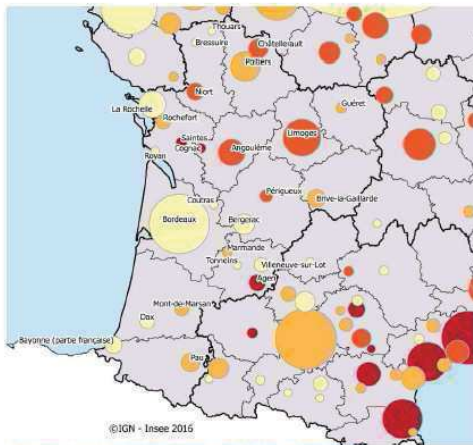 Thouars
Bressuire
Châtellerault
Poitiers
Niort
La Rochelle
Rochefort
Guéret
Saintes
Cognac
Limoges
Angoulême
Royan
Périgueux
Brive-la-Gaillarde
Coutras
Bordeaux
Bergerac
Marmande
Tonneins
Villeneuve-sur-Lot
Agen
Mont-de-Marsan
Dax
Bayonne (partie française)
Pau
©IGN - Insee 2016